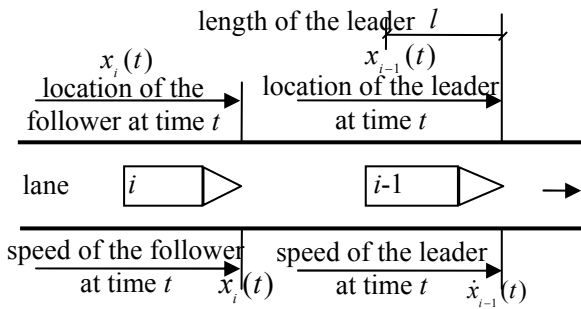 length of the leader l
x_i(t) x_{i-1}(t)
location of the location of the leader
follower at time t at time t
lane i i-1
speed of the follower speed of the leader
at time t ẋ_i(t) at time t ẋ_{i-1}(t)